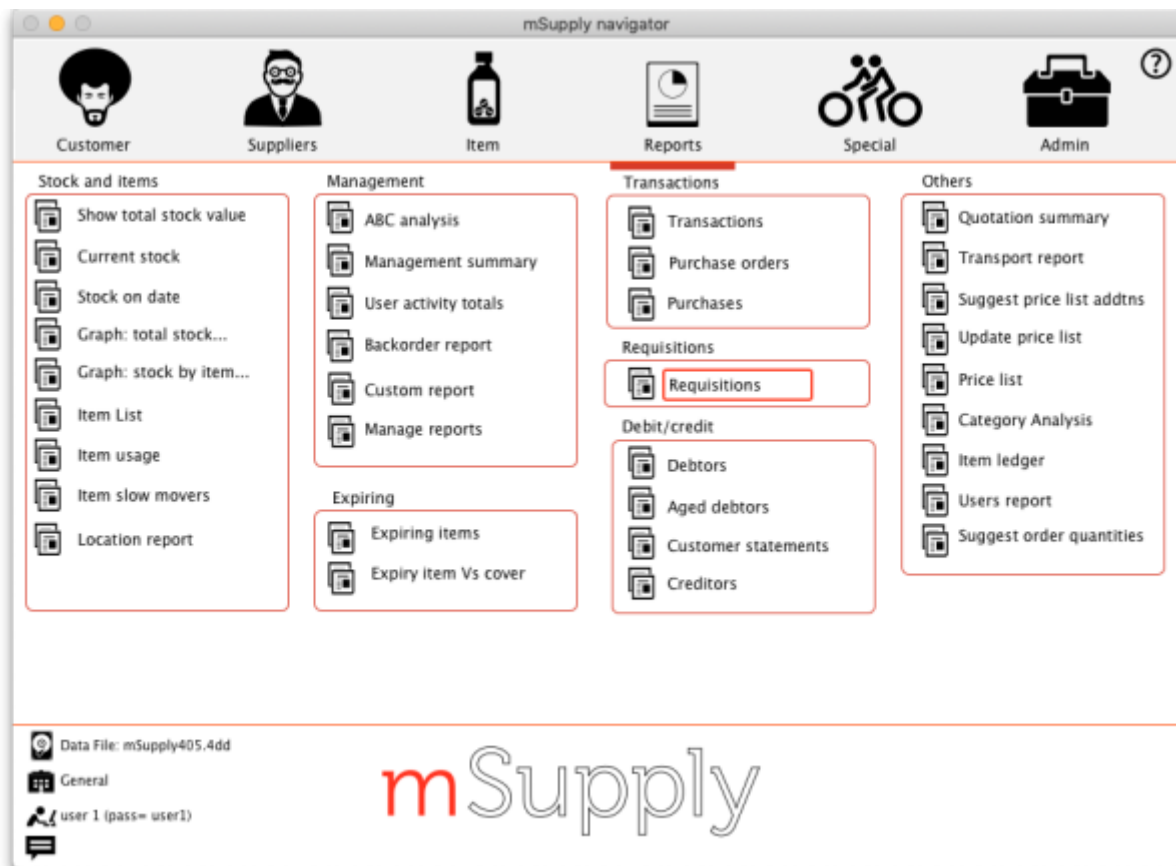 mSupply navigator
Customer
Suppliers
Item
Reports
Special
Admin
?
Stock and items
Show total stock value
Current stock
Stock on date
Graph: total stock...
Graph: stock by item...
Item List
Item usage
Item slow movers
Location report
Management
ABC analysis
Management summary
User activity totals
Backorder report
Custom report
Manage reports
Expiring
Expiring items
Expiry item Vs cover
Transactions
Transactions
Purchase orders
Purchases
Requisitions
Requisitions
Debit/credit
Debtors
Aged debtors
Customer statements
Creditors
Others
Quotation summary
Transport report
Suggest price list addtns
Update price list
Price list
Category Analysis
Item ledger
Users report
Suggest order quantities
Data File: mSupply405.4dd
General
user 1 (pass= user1)
mSupply